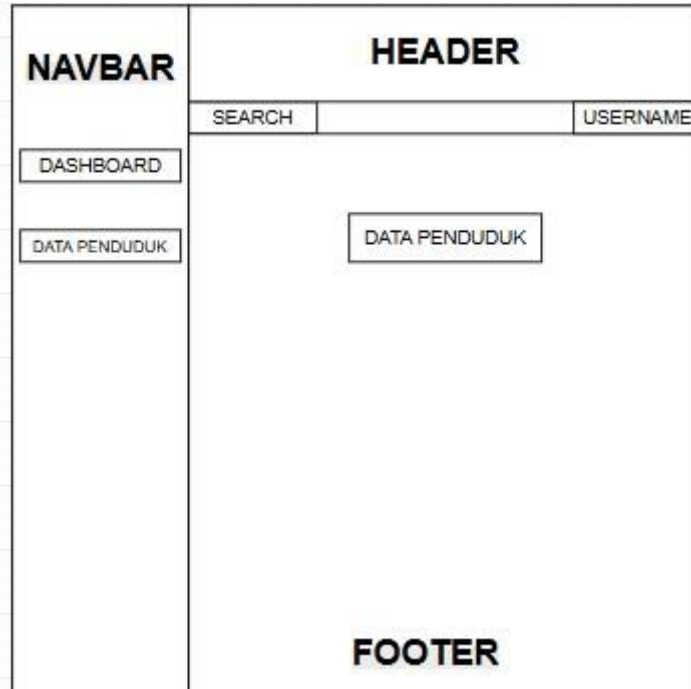 NAVBAR
HEADER
SEARCH
USERNAME
DASHBOARD
DATA PENDUDUK
DATA PENDUDUK
FOOTER